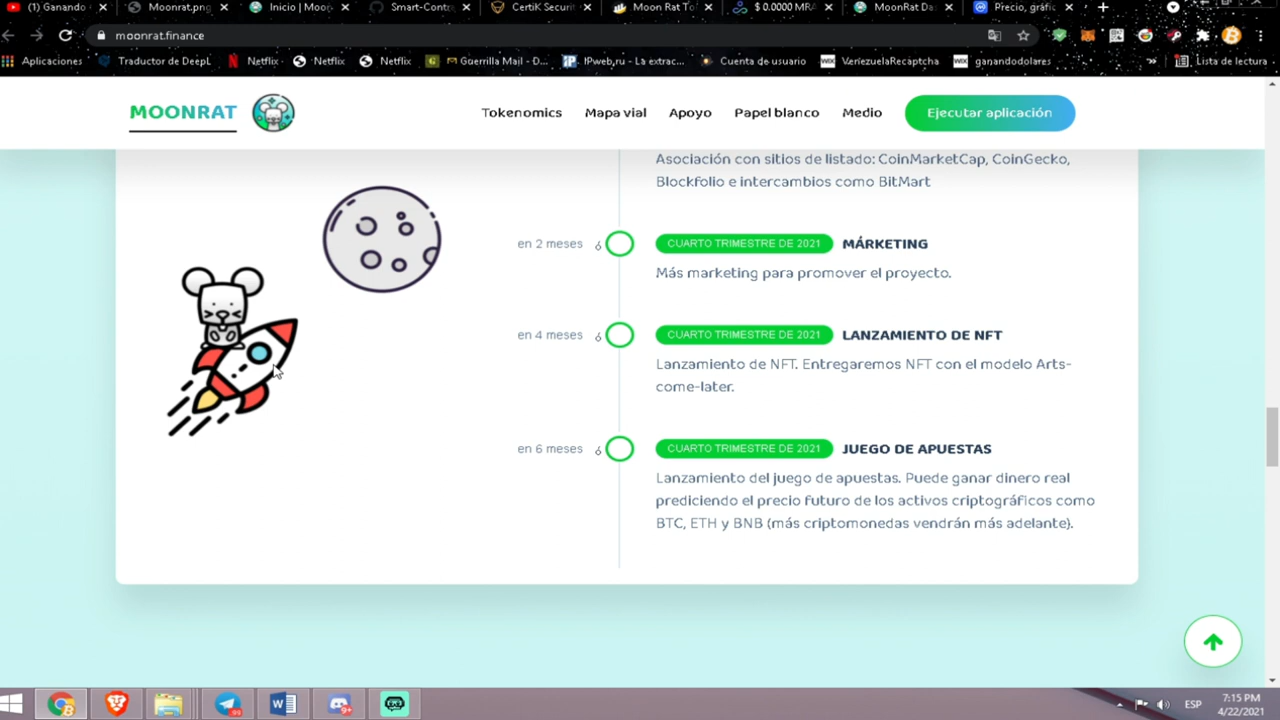 (1) Ganando
Moonrat.png
Inicio | Moo
Smart-Contr
CertiK Securit
Moon Rat To
$ 0.0000 MRA
MoonRat Da
Precio, gráfic
moonrat.finance
Aplicaciones
Traductor de DeepL
Netflix
Netflix
Netflix
Guerrilla Mail - D...
IPweb.ru - La extrac...
Cuenta de usuario
VenezuelaRecaptcha
ganandodolares
Lista de lectura
MOONRAT
Tokenomics
Mapa vial
Apoyo
Papel blanco
Medio
Ejecutar aplicación
Asociación con sitios de listado: CoinMarketCap, CoinGecko,
Blockfolio e intercambios como BitMart
en 2 meses
CUARTO TRIMESTRE DE 2021 MÁRKETING
Más marketing para promover el proyecto.
en 4 meses
CUARTO TRIMESTRE DE 2021 LANZAMIENTO DE NFT
Lanzamiento de NFT. Entregaremos NFT con el modelo Arts-
come-later.
en 6 meses
CUARTO TRIMESTRE DE 2021 JUEGO DE APUESTAS
Lanzamiento del juego de apuestas. Puede ganar dinero real
prediciendo el precio futuro de los activos criptográficos como
BTC, ETH y BNB (más criptomonedas vendrán más adelante).
ESP
7:15 PM
4/22/2021